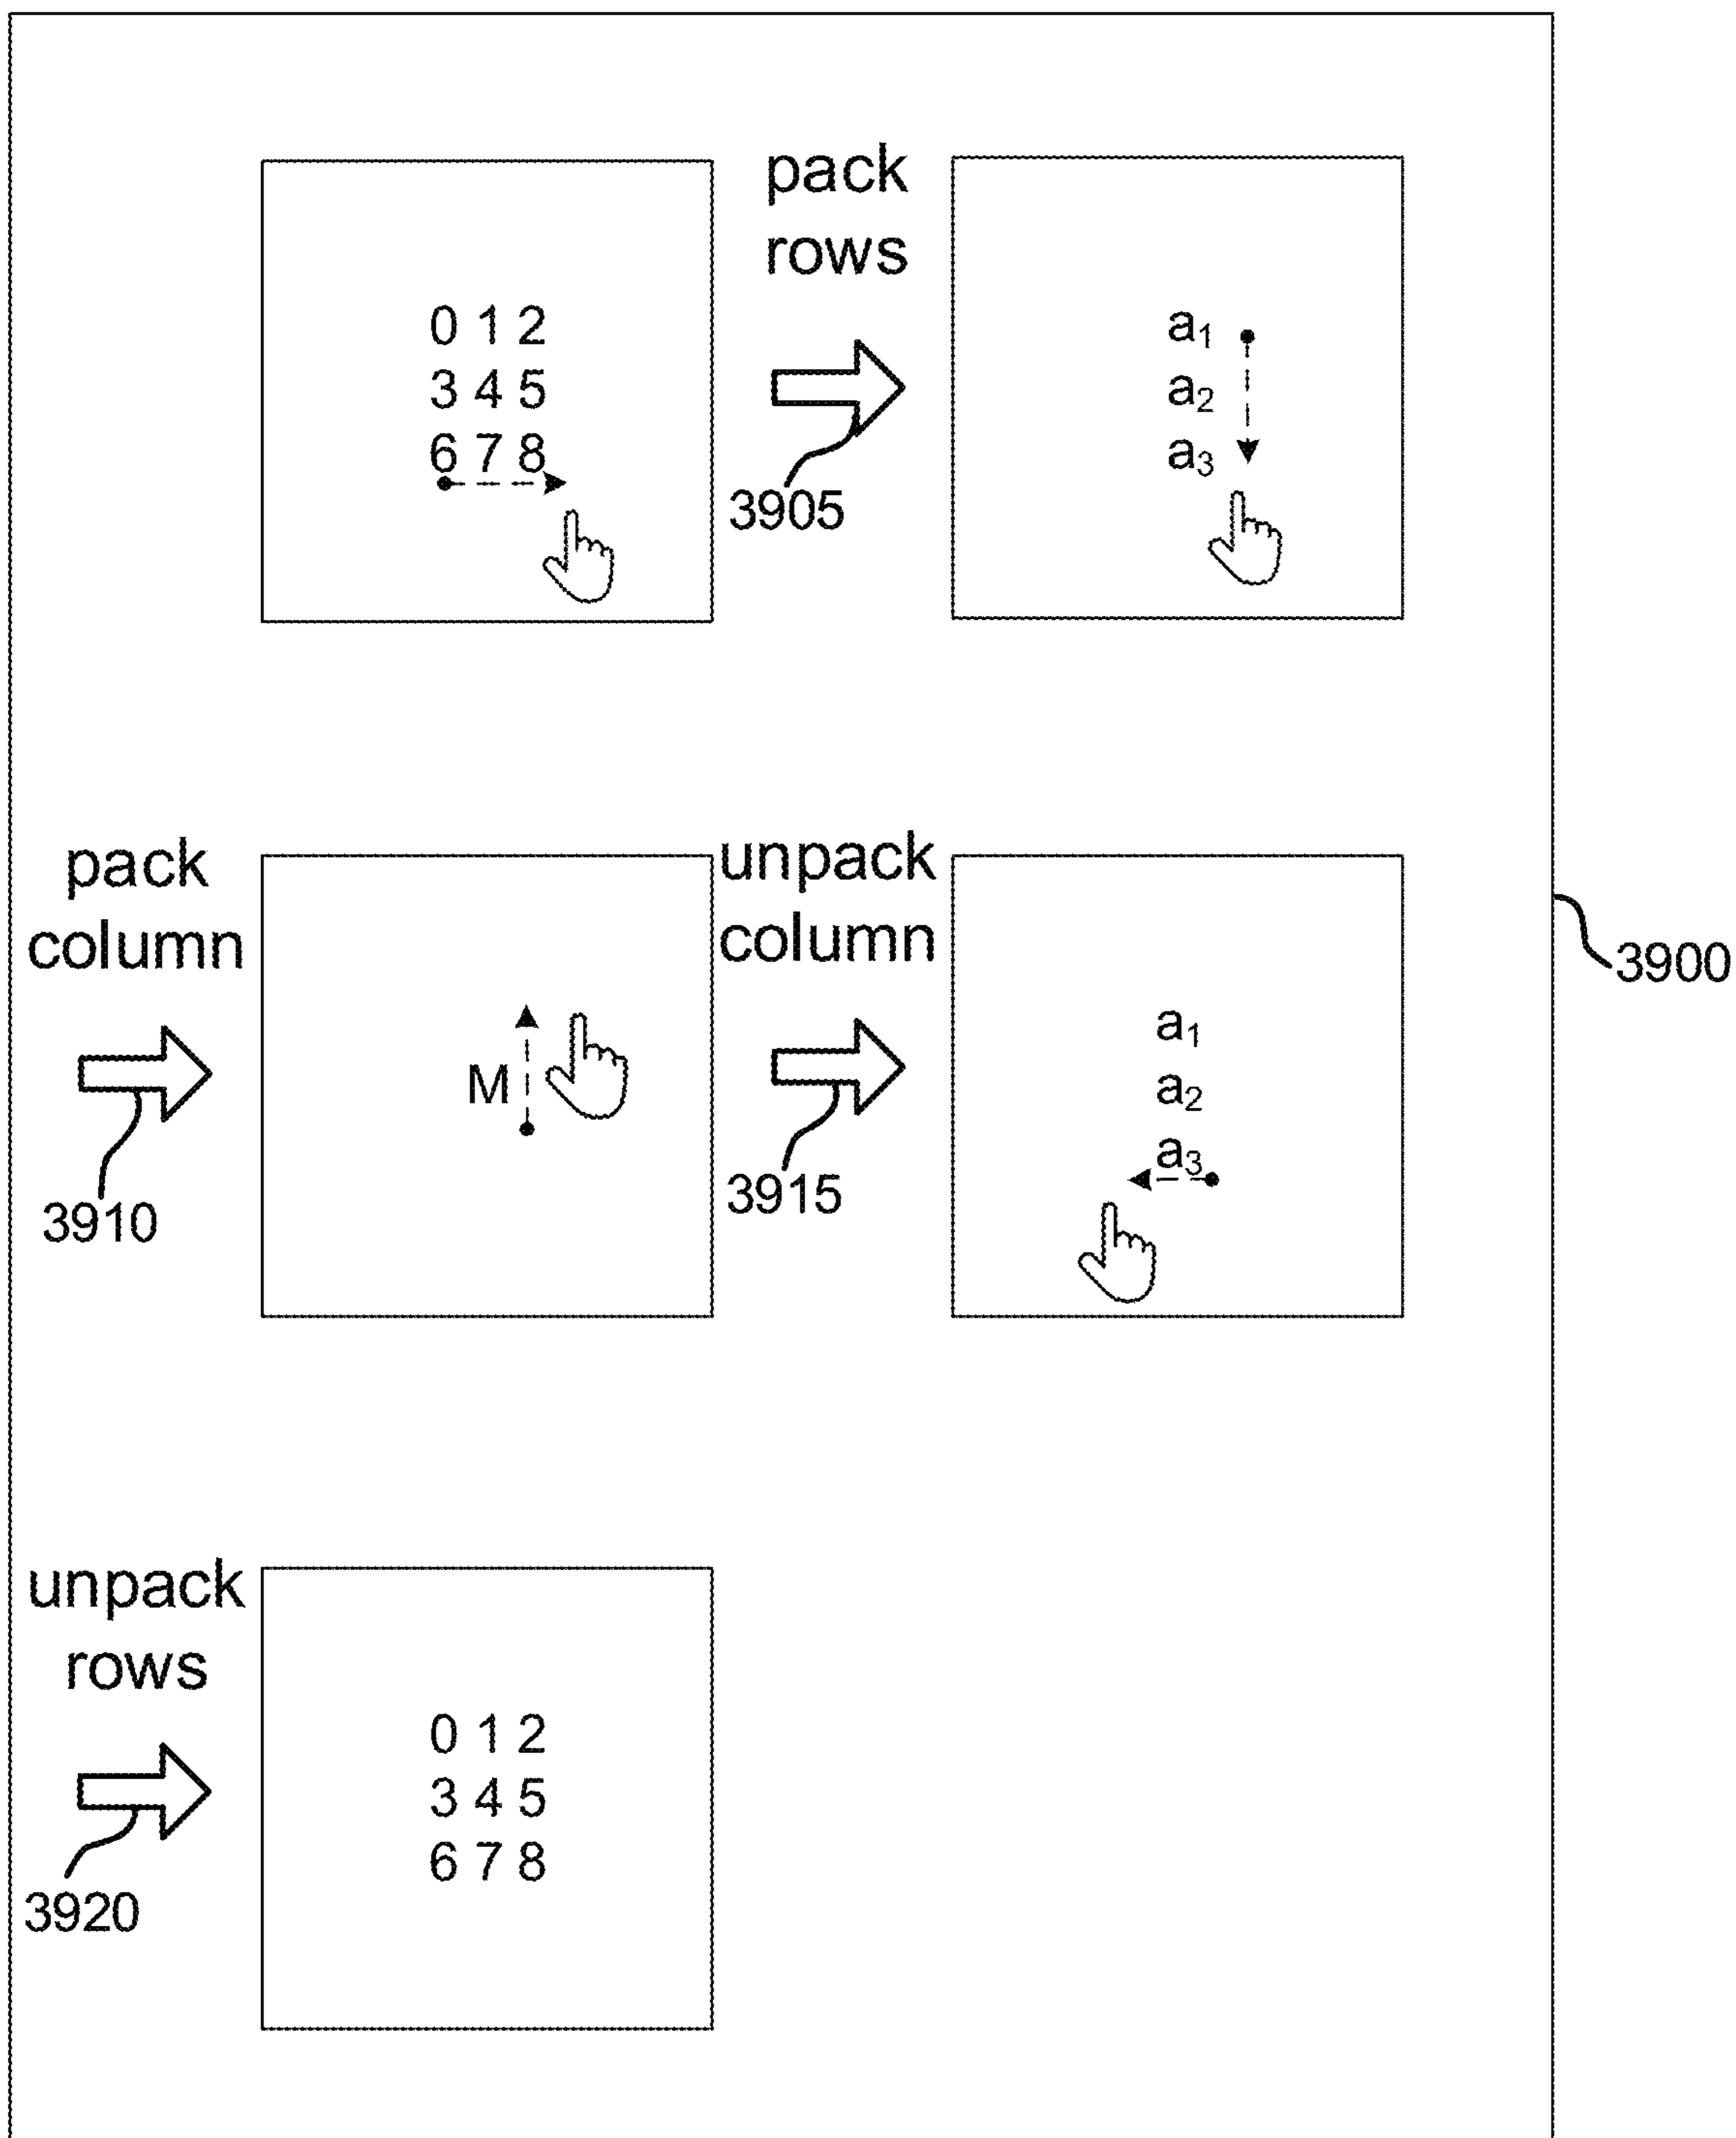 pack
rows
0 1 2
3 4 5
6 7 8
3905
a₁
a₂
a₃
pack
column
3910
M
unpack
column
3915
a₁
a₂
a₃
3900
unpack
rows
3920
0 1 2
3 4 5
6 7 8